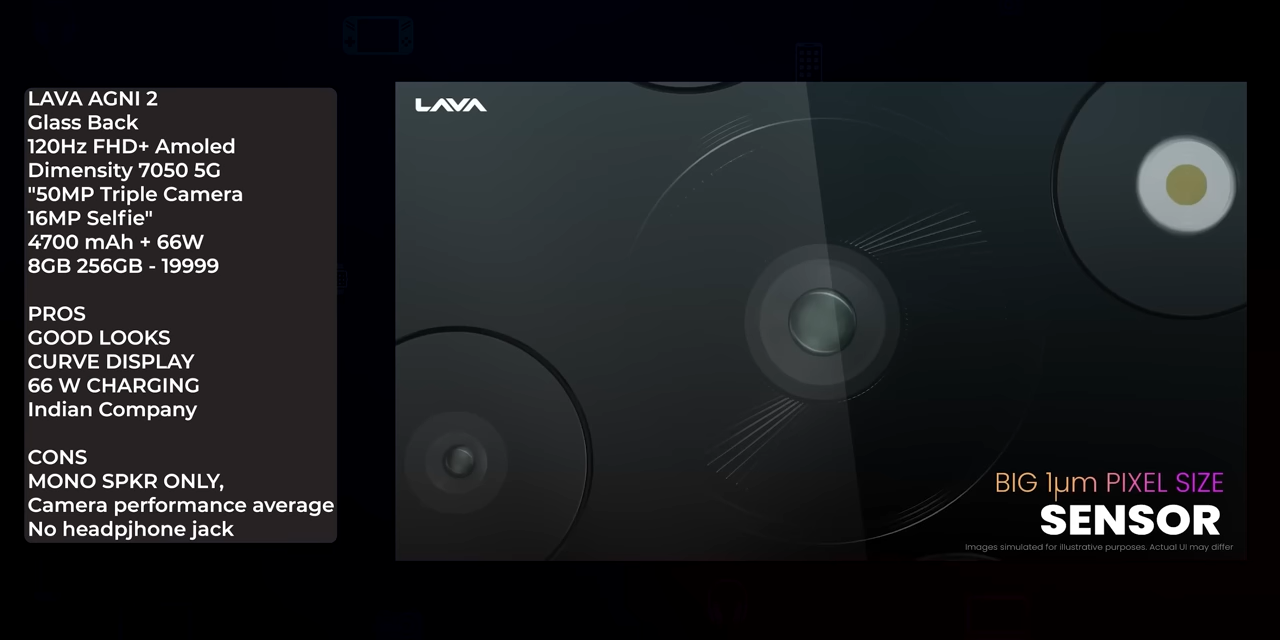 LAVA AGNI 2
Glass Back
120Hz FHD+ Amoled
Dimensity 7050 5G
"50MP Triple Camera
16MP Selfie"
4700 mAh + 66W
8GB 256GB - 19999
PROS
GOOD LOOKS
CURVE DISPLAY
66 W CHARGING
Indian Company
CONS
MONO SPKR ONLY,
Camera performance average
No headpjhone jack
LAVA
BIG 1µm PIXEL SIZE
SENSOR
Images simulated for illustrative purposes. Actual UI may differ